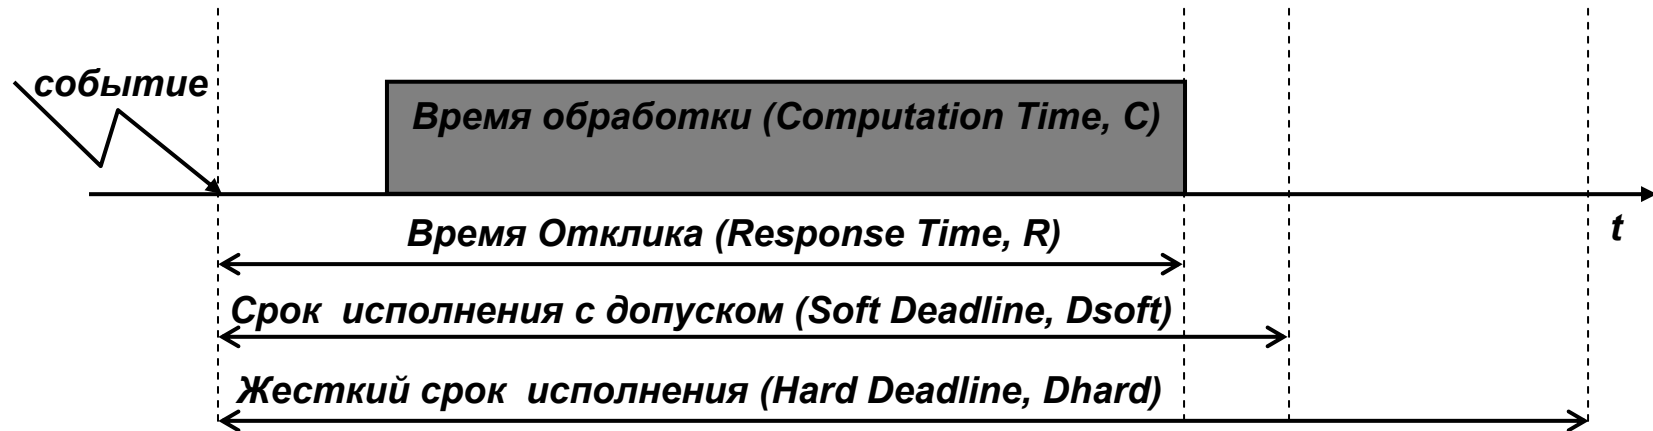 событие
Время обработки (Computation Time, C)
Время Отклика (Response Time, R)
t
Срок исполнения с допуском (Soft Deadline, Dsoft)
Жесткий срок исполнения (Hard Deadline, Dhard)